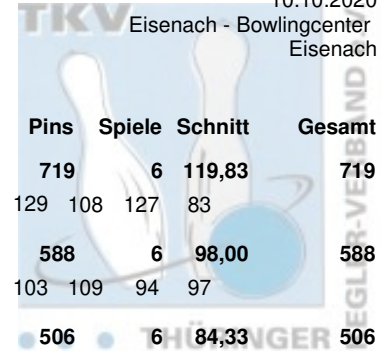 10.10.2020
TKV
Eisenach - Bowlingcenter
Eisenach
Pins Spiele Schnitt Gesamt
719 6 119,83 719
129 108 127 83
588 6 98,00 588
103 109 94 97
506 6 84,33 506